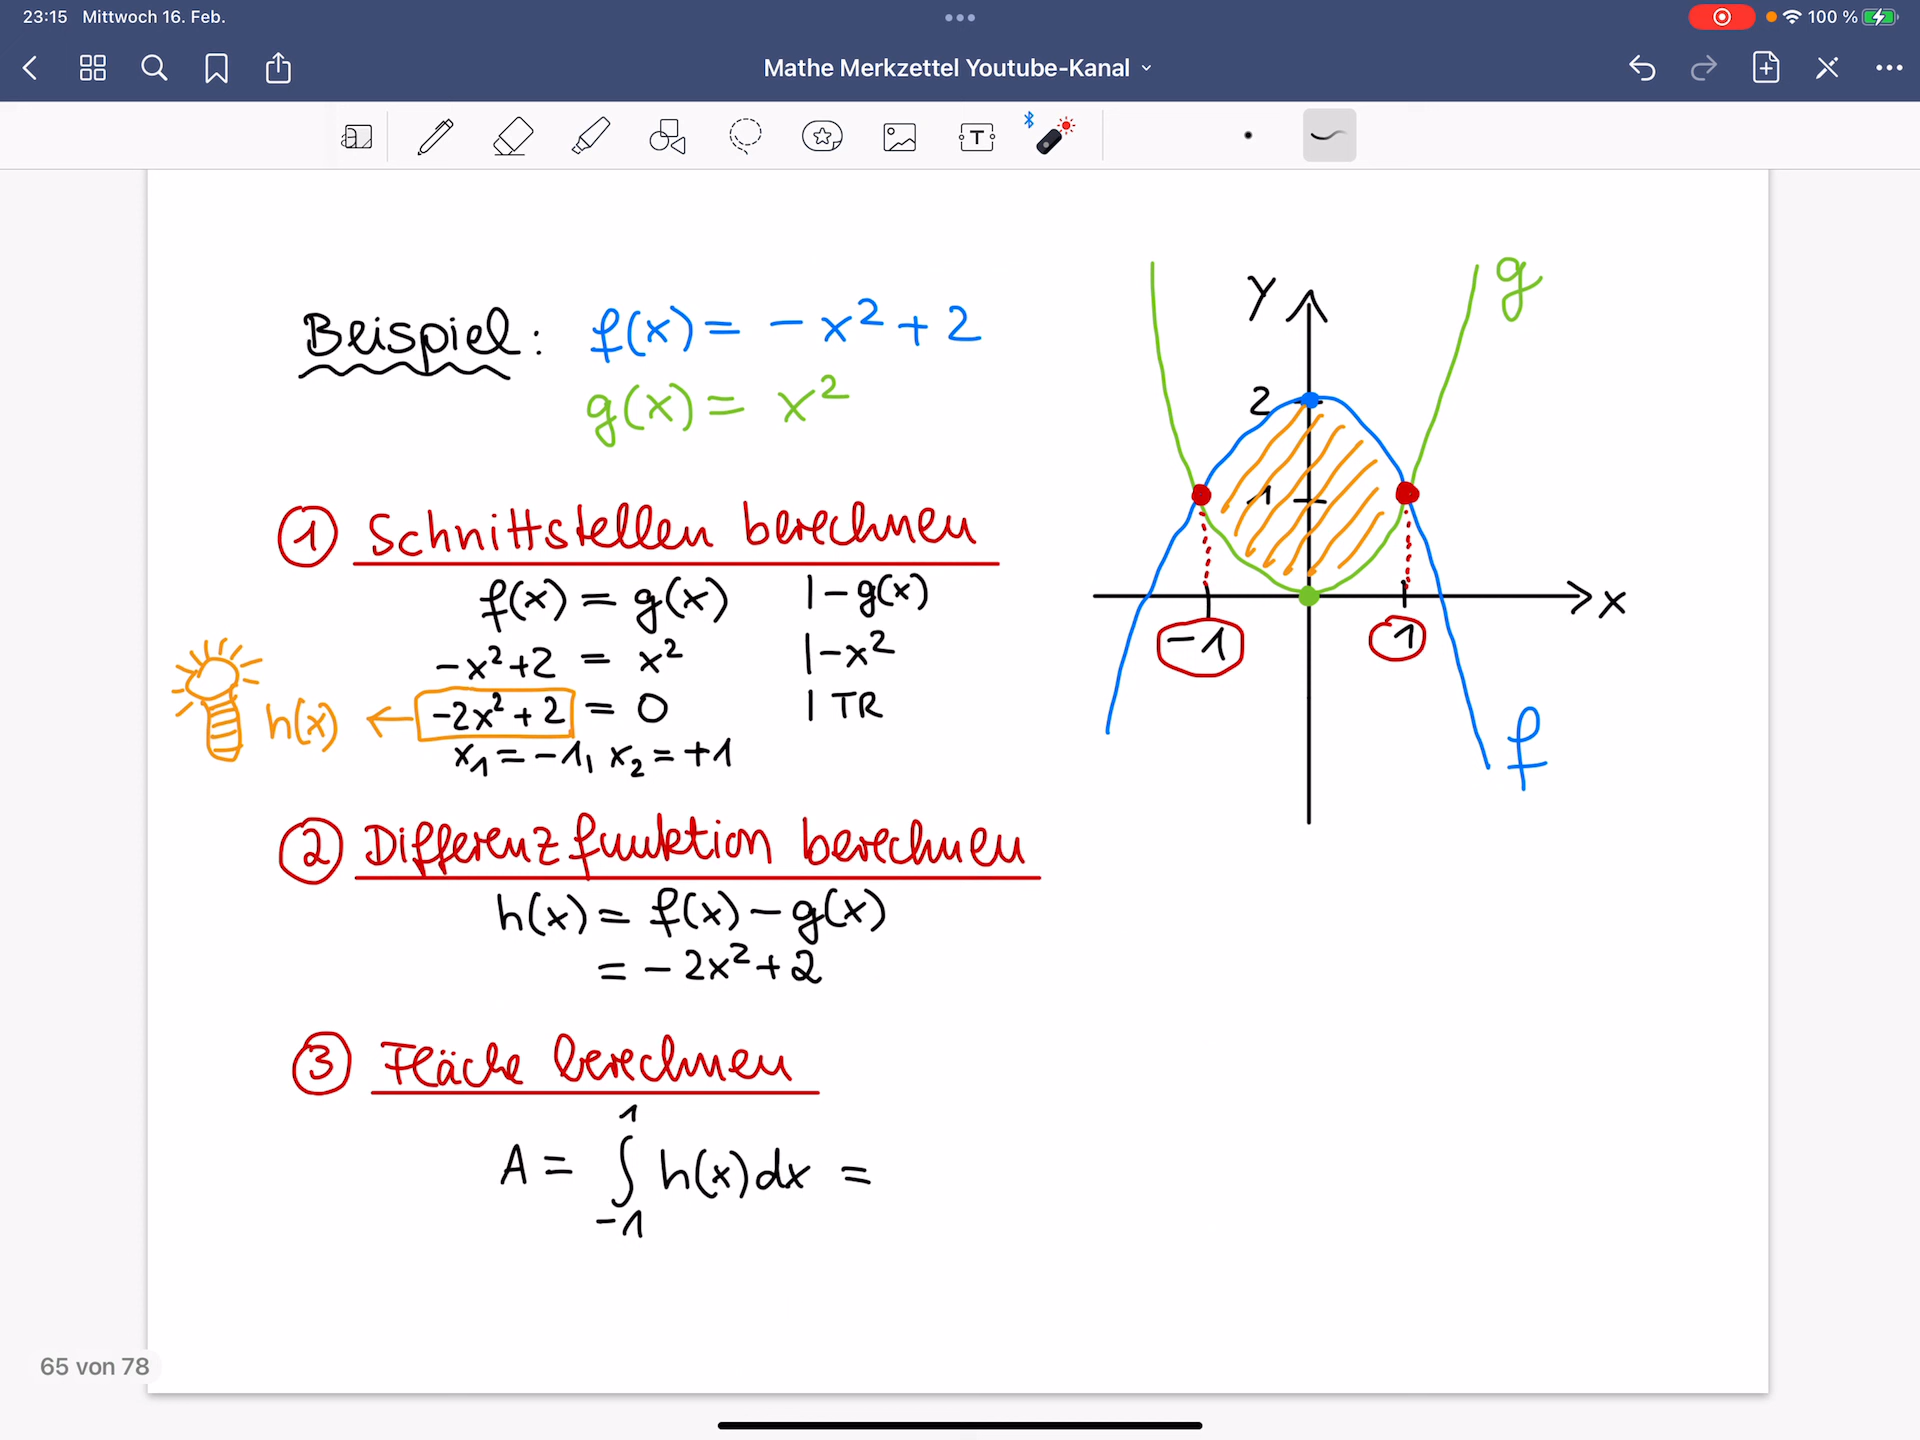 23:15 Mittwoch 16. Feb.
100 %
Mathe Merkzettel Youtube-Kanal
Beispiel: f(x) = -x² + 2
g(x) = x²
① Schnittstellen berechnen
f(x) = g(x) | -g(x)
-x²+2 = x² | -x²
h(x) ← -2x²+2 = 0 | TR
x₁ = -1, x₂ = +1
② Differenzfunktion berechnen
h(x) = f(x) - g(x)
= -2x²+2
③ Fläche berechnen
1
A = ∫ h(x) dx =
-1
y
g
2
1
x
-1
1
f
65 von 78